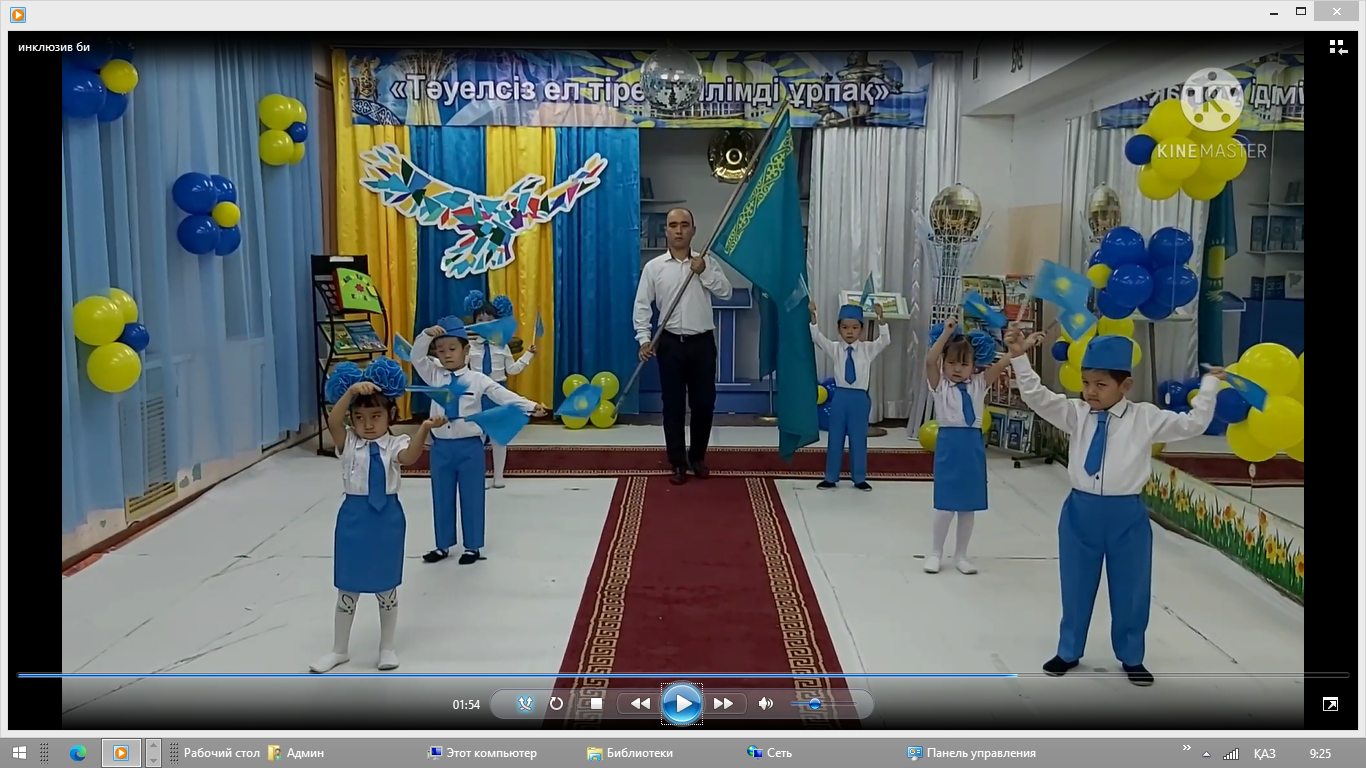 инклюзив би
«Тәуелсіз ел
ұрпақ»
KINEMASTER
01:54
Рабочий стол
Админ
Этот компьютер
Библиотеки
Сеть
Панель управления
ҚАЗ
9:25